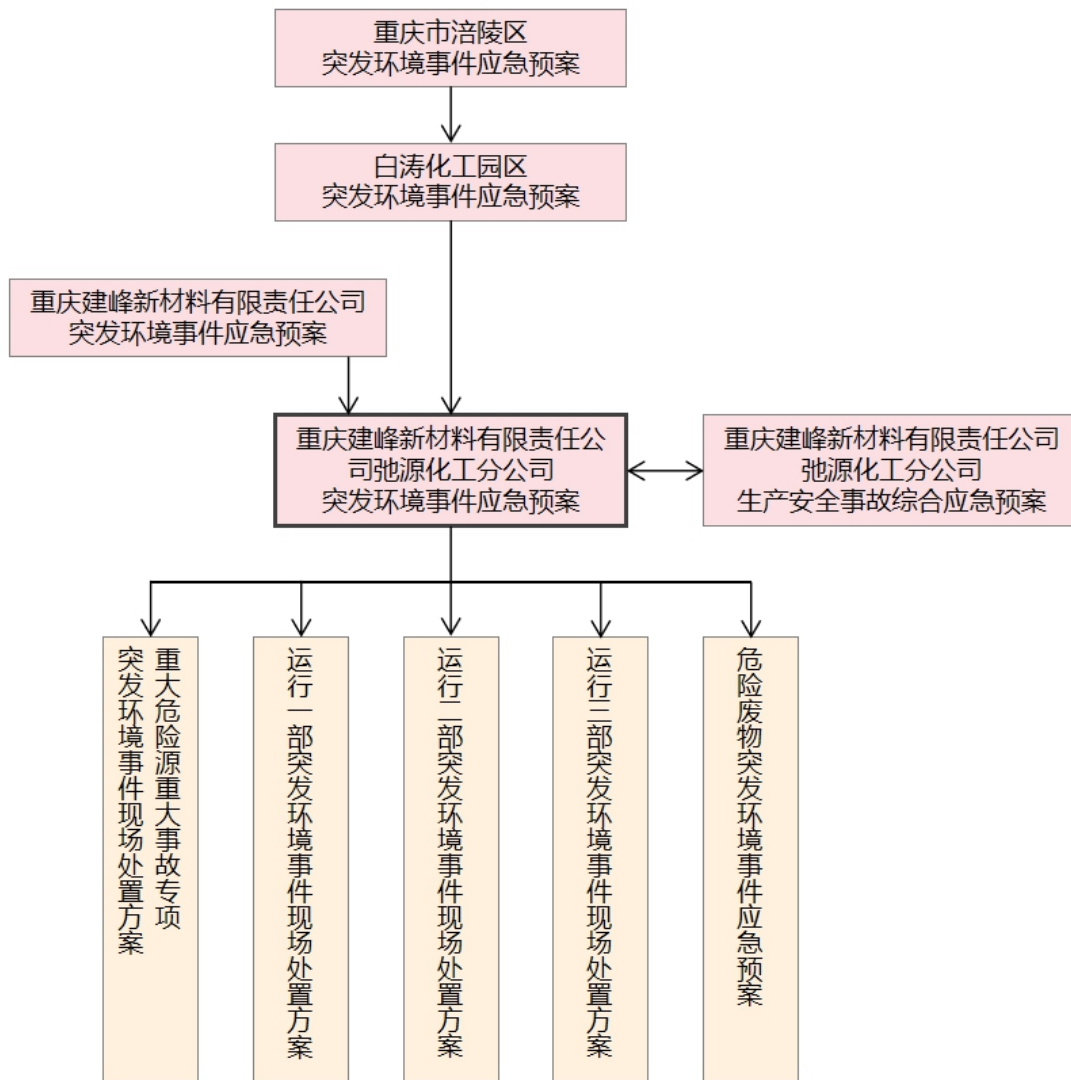 重庆市涪陵区
突发环境事件应急预案
白涛化工园区
突发环境事件应急预案
重庆建峰新材料有限责任公司
突发环境事件应急预案
重庆建峰新材料有限责任公
司弛源化工分公司
突发环境事件应急预案
重庆建峰新材料有限责任公司
弛源化工分公司
生产安全事故综合应急预案
重大危险源重大事故专项
突发环境事件现场处置方案
运行一部突发环境事件现场处置方案
运行二部突发环境事件现场处置方案
运行三部突发环境事件现场处置方案
危险废物突发环境事件应急预案